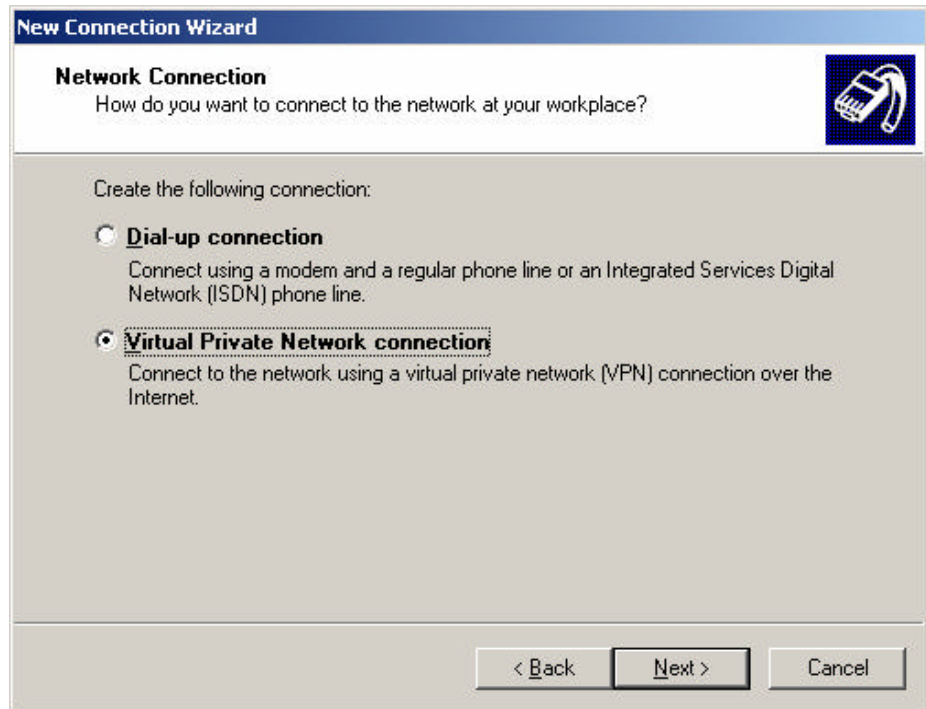 New Connection Wizard
Network Connection
How do you want to connect to the network at your workplace?
Create the following connection:
Dial-up connection
Connect using a modem and a regular phone line or an Integrated Services Digital
Network (ISDN) phone line.
Virtual Private Network connection
Connect to the network using a virtual private network (VPN) connection over the
Internet.
< Back Next > Cancel